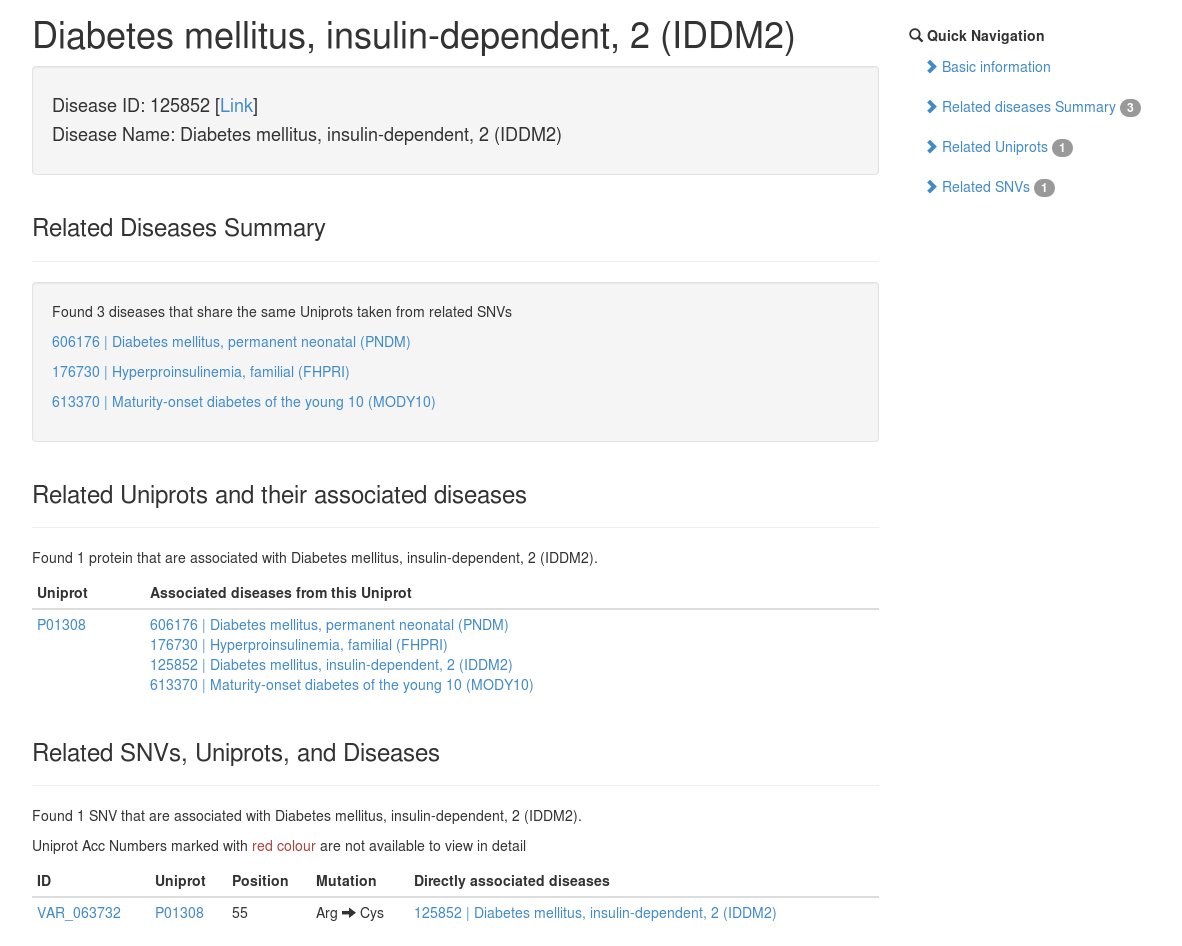 Diabetes mellitus, insulin-dependent, 2 (IDDM2)
Disease ID: 125852 [Link]
Disease Name: Diabetes mellitus, insulin-dependent, 2 (IDDM2)
Quick Navigation
Basic information
Related diseases Summary 3
Related Uniprots 1
Related SNVs 1
Related Diseases Summary
Found 3 diseases that share the same Uniprots taken from related SNVs
606176 | Diabetes mellitus, permanent neonatal (PNDM)
176730 | Hyperproinsulinemia, familial (FHPRI)
613370 | Maturity-onset diabetes of the young 10 (MODY10)
Related Uniprots and their associated diseases
Found 1 protein that are associated with Diabetes mellitus, insulin-dependent, 2 (IDDM2).
Uniprot Associated diseases from this Uniprot
P01308 606176 | Diabetes mellitus, permanent neonatal (PNDM)
176730 | Hyperproinsulinemia, familial (FHPRI)
125852 | Diabetes mellitus, insulin-dependent, 2 (IDDM2)
613370 | Maturity-onset diabetes of the young 10 (MODY10)
Related SNVs, Uniprots, and Diseases
Found 1 SNV that are associated with Diabetes mellitus, insulin-dependent, 2 (IDDM2).
Uniprot Acc Numbers marked with red colour are not available to view in detail
ID Uniprot Position Mutation Directly associated diseases
VAR_063732 P01308 55 Arg ➡ Cys 125852 | Diabetes mellitus, insulin-dependent, 2 (IDDM2)